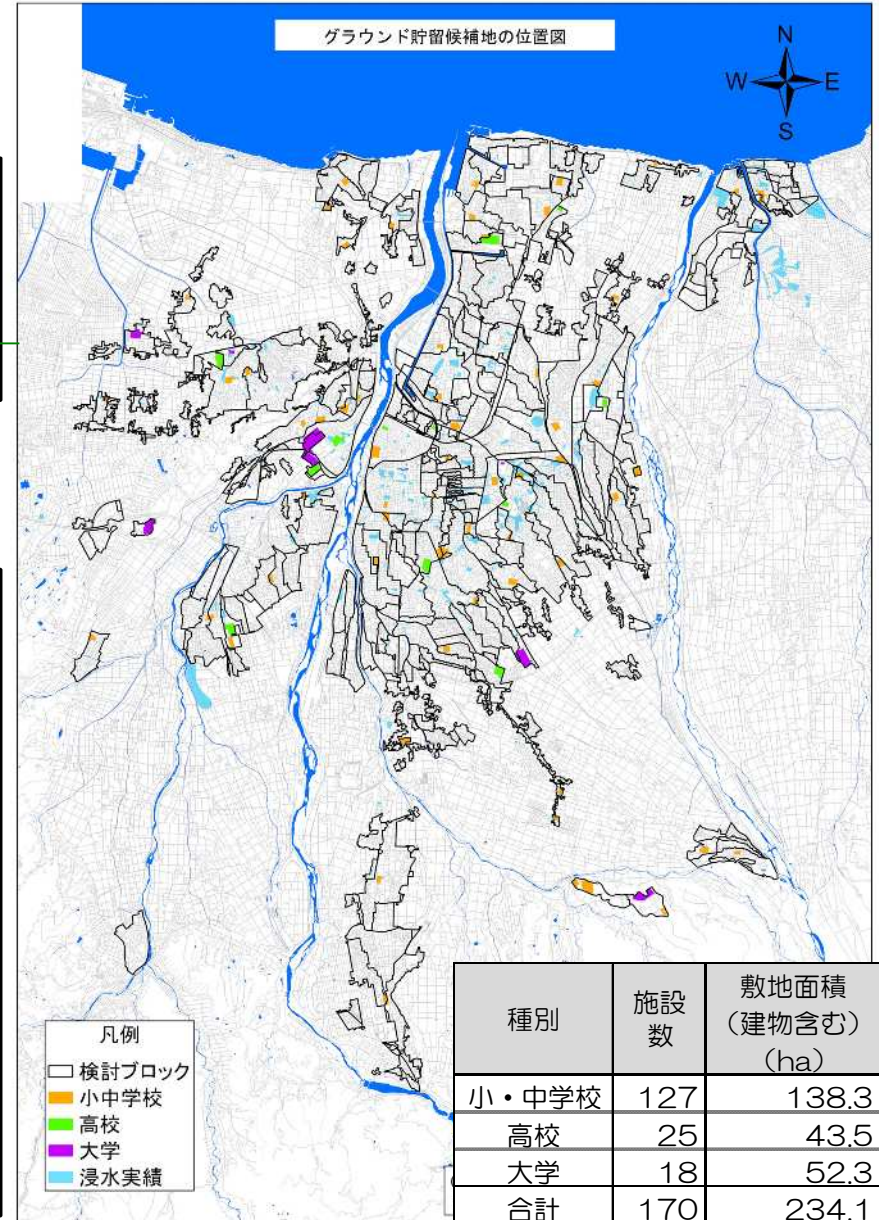 グラウンド貯留候補地の位置図
N
W E
S
凡例
検討ブロック
小中学校
高校
大学
浸水実績
種別 施設数 敷地面積(建物含む)(ha)
小・中学校 127 138.3
高校 25 43.5
大学 18 52.3
合計 170 234.1